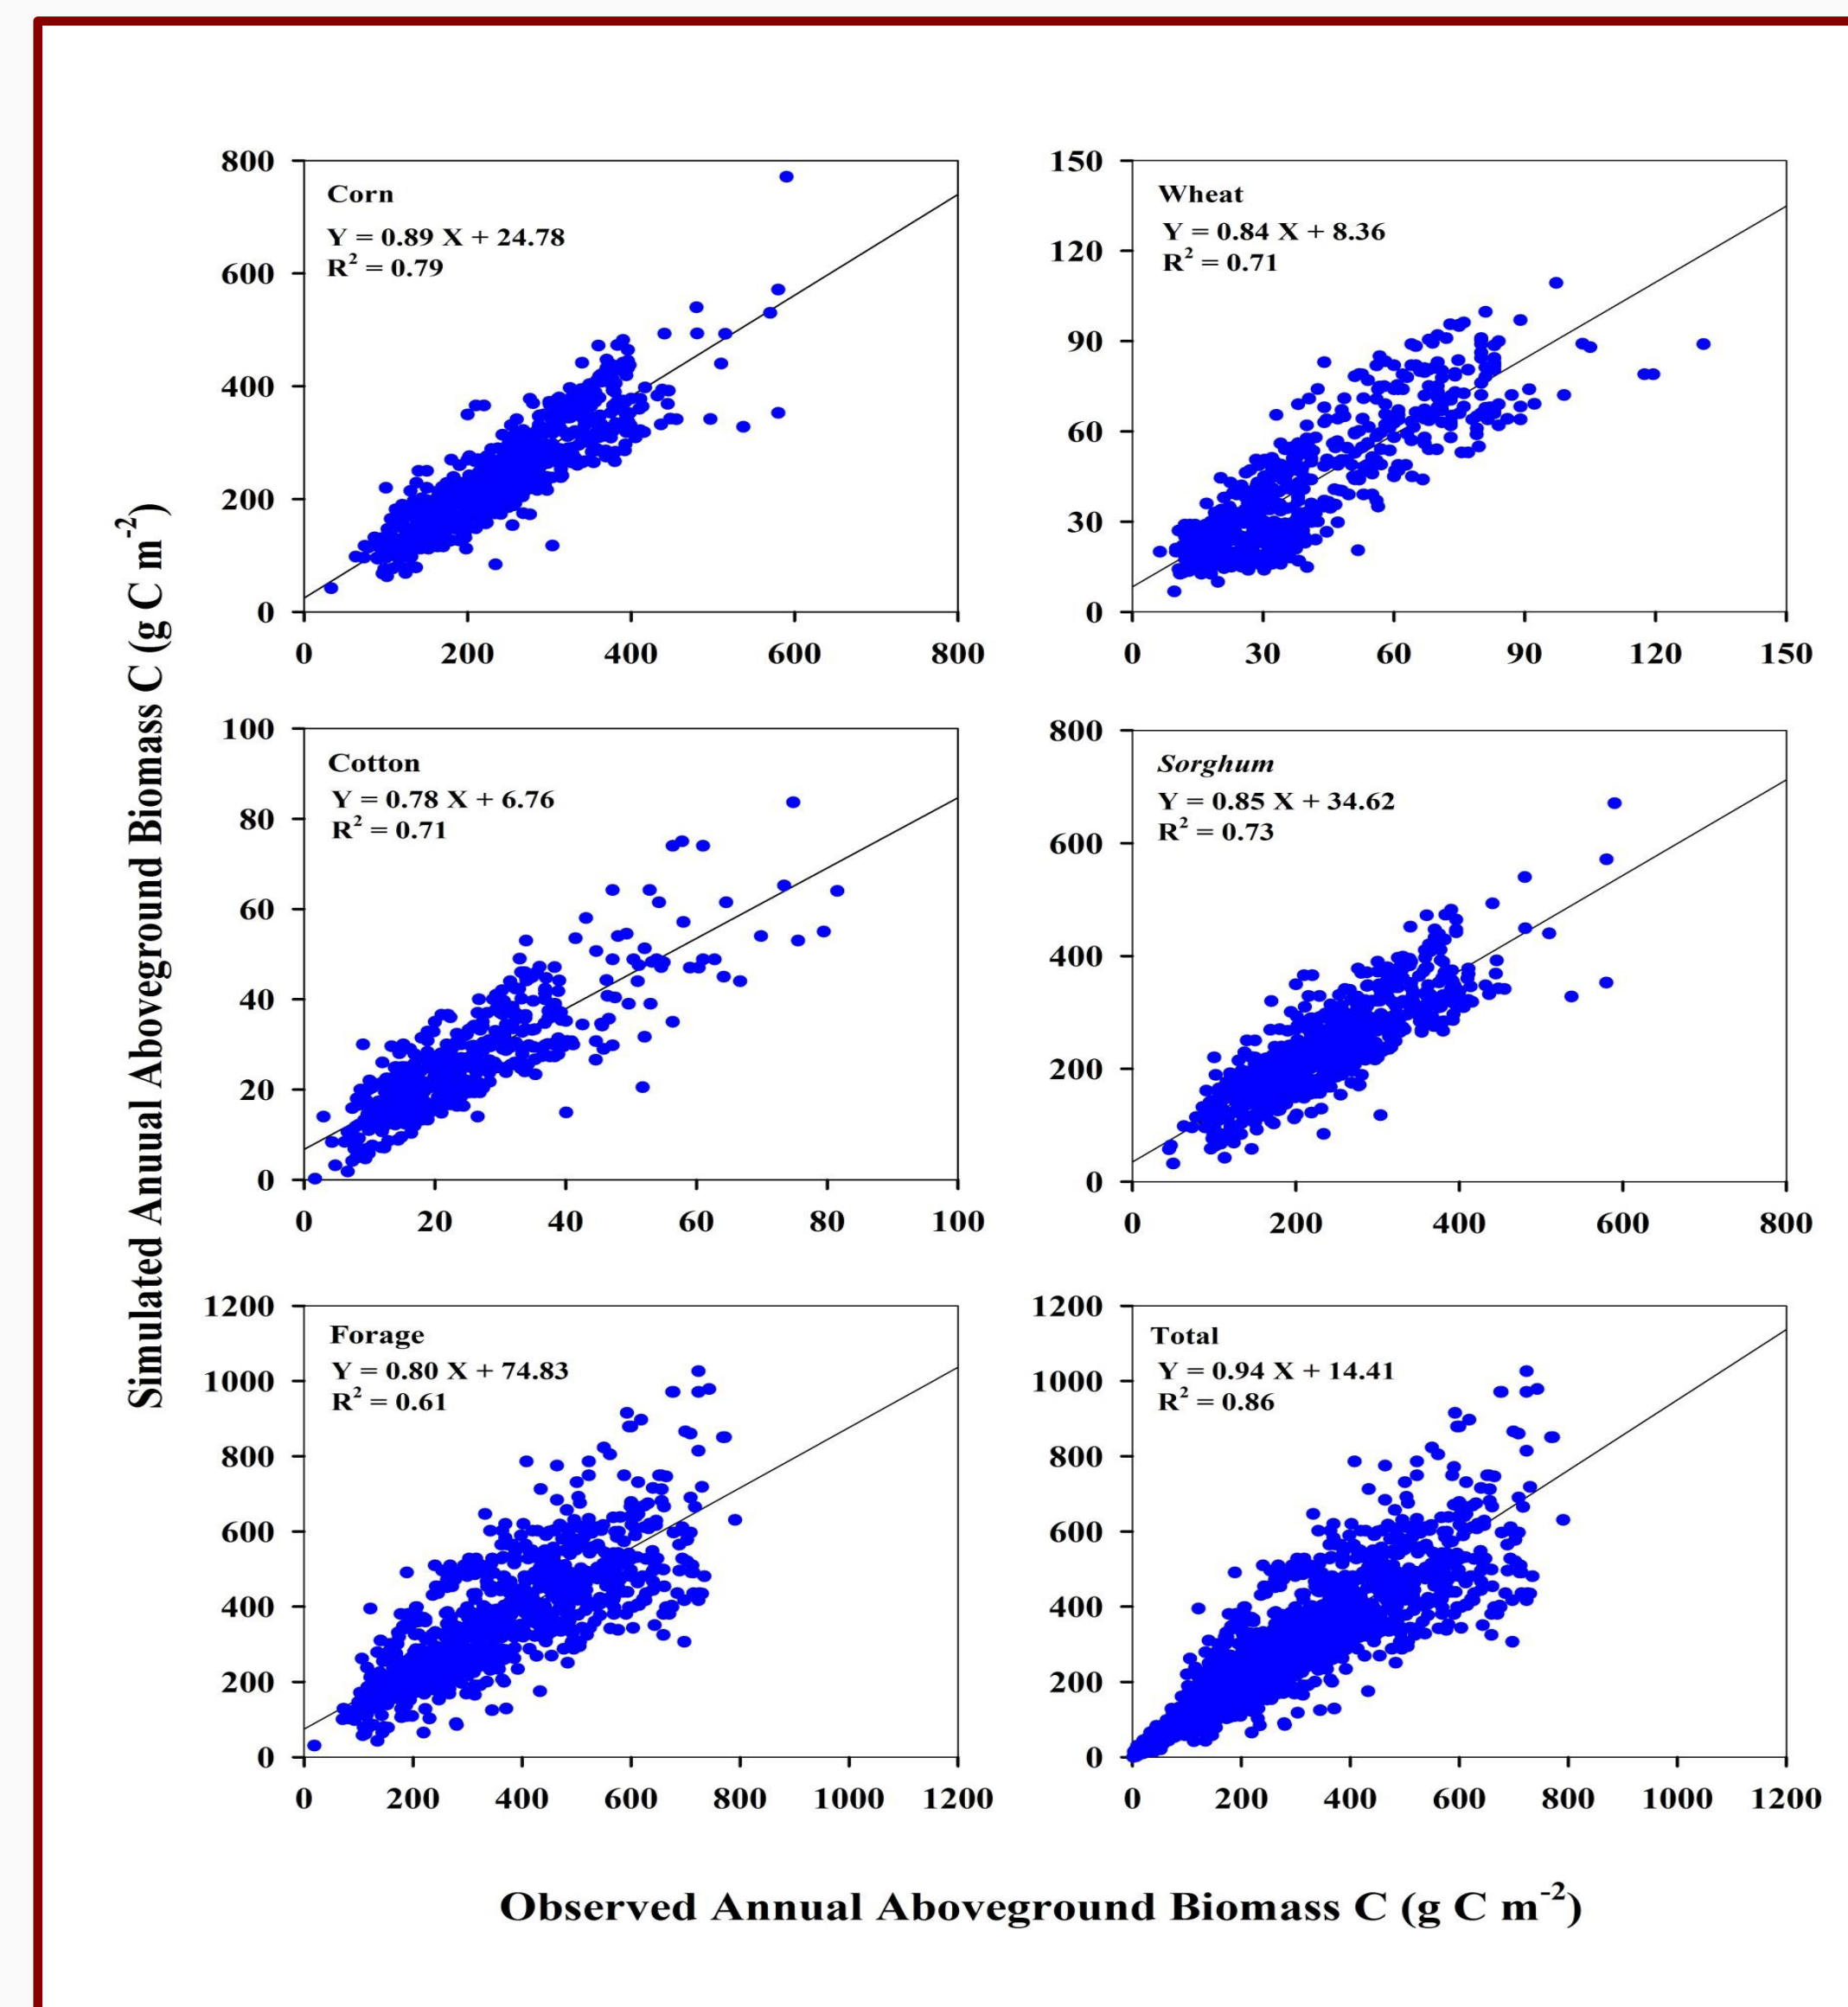 Simulated Anuual Aboveground Biomass C (g C m⁻²)
800
600
400
200
0
Corn
Y = 0.89 X + 24.78
R² = 0.79
0 200 400 600 800
150
120
90
60
30
0
Wheat
Y = 0.84 X + 8.36
R² = 0.71
0 30 60 90 120 150
100
80
60
40
20
0
Cotton
Y = 0.78 X + 6.76
R² = 0.71
0 20 40 60 80 100
800
600
400
200
0
Sorghum
Y = 0.85 X + 34.62
R² = 0.73
0 200 400 600 800
1200
1000
800
600
400
200
0
Forage
Y = 0.80 X + 74.83
R² = 0.61
0 200 400 600 800 1000 1200
1200
1000
800
600
400
200
0
Total
Y = 0.94 X + 14.41
R² = 0.86
0 200 400 600 800 1000 1200
Observed Annual Aboveground Biomass C (g C m⁻²)